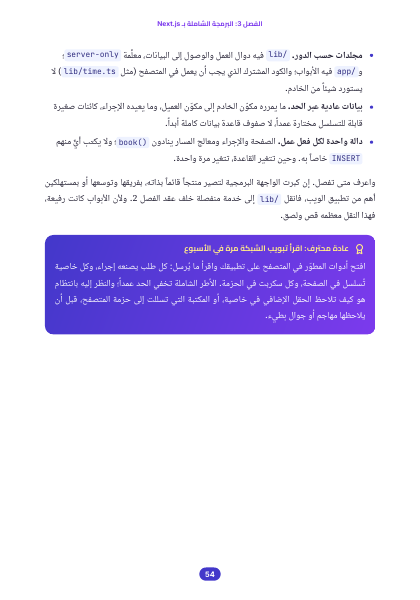 الفصل 3: البرمجة الشاملة بـ Next.js
• مجلدات حسب الدور. lib/ فيه دوال العمل والوصول إلى البيانات، معلَّمة server-only؛
و app/ فيه الأبواب؛ والكود المشترك الذي يجب أن يعمل في المتصفح (مثل lib/time.ts) لا
يستورد شيئاً من الخادم.
• بيانات عادية عبر الحد. ما يمرره مكوّن الخادم إلى مكوّن العميل، وما يعيده الإجراء، كائنات صغيرة
قابلة للتسلسل مختارة عمداً، لا صفوف قاعدة بيانات كاملة أبداً.
• دالة واحدة لكل فعل عمل. الصفحة والإجراء ومعالج المسار ينادون book()؛ ولا يكتب أيٌّ منهم
INSERT خاصاً به. وحين تتغير القاعدة، تتغير مرة واحدة.
واعرف متى تفصل. إن كبرت الواجهة البرمجية لتصير منتجاً قائماً بذاته، بفريقها وتوسعها أو بمستهلكين
أهم من تطبيق الويب، فانقل lib/ إلى خدمة منفصلة خلف عقد الفصل 2. ولأن الأبواب كانت رفيعة،
فهذا النقل معظمه قص ولصق.
عادة محترف: اقرأ تبويب الشبكة مرة في الأسبوع
افتح أدوات المطوّر في المتصفح على تطبيقك واقرأ ما يُرسل: كل طلب يصنعه إجراء، وكل خاصية
تُسلسل في الصفحة، وكل سكربت في الحزمة. الأطر الشاملة تخفي الحد عمداً؛ والنظر إليه بانتظام
هو كيف تلاحظ الحقل الإضافي في خاصية، أو المكتبة التي تسللت إلى حزمة المتصفح، قبل أن
يلاحظها مهاجم أو جوال بطيء.
54